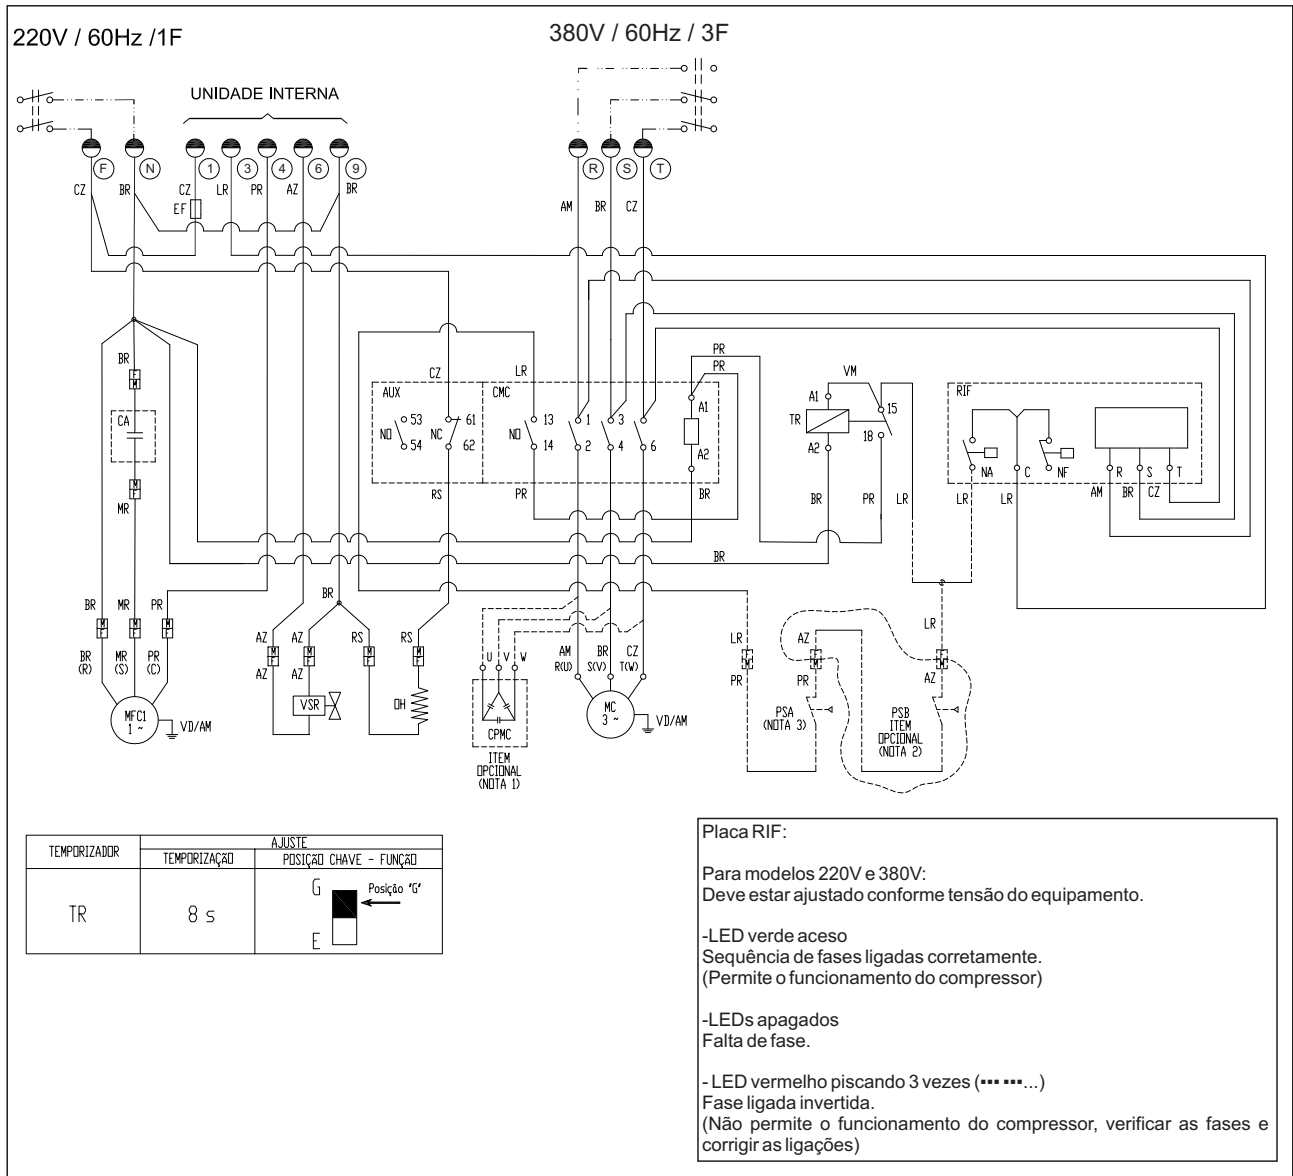 220V / 60Hz /1F
380V / 60Hz / 3F
UNIDADE INTERNA
F N 1 3 4 6 9 R S T
CZ BR CZ LR PR AZ BR
EF
AM BR CZ
BR
CA
MR
CZ LR
AUX CMC
53 61 13 1 3
NO NC NO
54 62 14 2 4 6
A1
A2
RS PR BR
PR
PR
VM
A1 15
TR
A2 18
BR PR LR
RIF
NA C NF R S T
LR LR AM BR CZ
BR
BR MR PR
M F
BR (R) MR (S) PR (C)
MFC1
1 ~
VD/AM
BR
AZ AZ RS RS
AZ AZ
VSR
OH
U V W
CPMC
ITEM
OPCIONAL
(NOTA 1)
AM BR CZ
R(U) S(V) T(W)
MC
3 ~
VD/AM
LR AZ LR
PR PR AZ
PSA
(NOTA 3)
PSB
ITEM
OPCIONAL
(NOTA 2)
TEMPORIZADOR
AJUSTE
TEMPORIZAÇÃO
POSIÇÃO CHAVE - FUNÇÃO
TR
8 s
G
Posição "G"
E
Placa RIF:
Para modelos 220V e 380V:
Deve estar ajustado conforme tensão do equipamento.
-LED verde aceso
Sequência de fases ligadas corretamente.
(Permite o funcionamento do compressor)
-LEDs apagados
Falta de fase.
- LED vermelho piscando 3 vezes (▪▪▪ ▪▪▪...)
Fase ligada invertida.
(Não permite o funcionamento do compressor, verificar as fases e
corrigir as ligações)